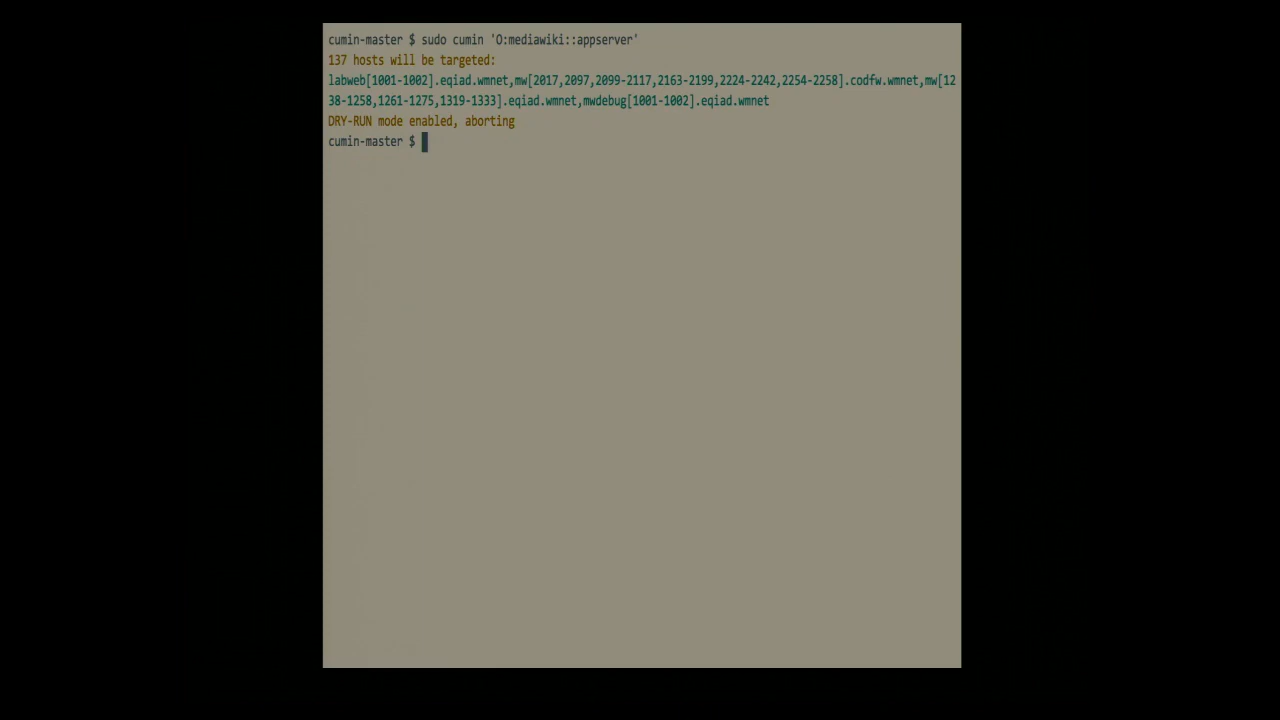 cumin-master $ sudo cumin 'O:mediawiki::appserver'
137 hosts will be targeted:
labweb[1001-1002].eqiad.wmnet,mw[2017,2097,2099-2117,2163-2199,2224-2242,2254-2258].codfw.wmnet,mw[12
38-1258,1261-1275,1319-1333].eqiad.wmnet,mwdebug[1001-1002].eqiad.wmnet
DRY-RUN mode enabled, aborting
cumin-master $